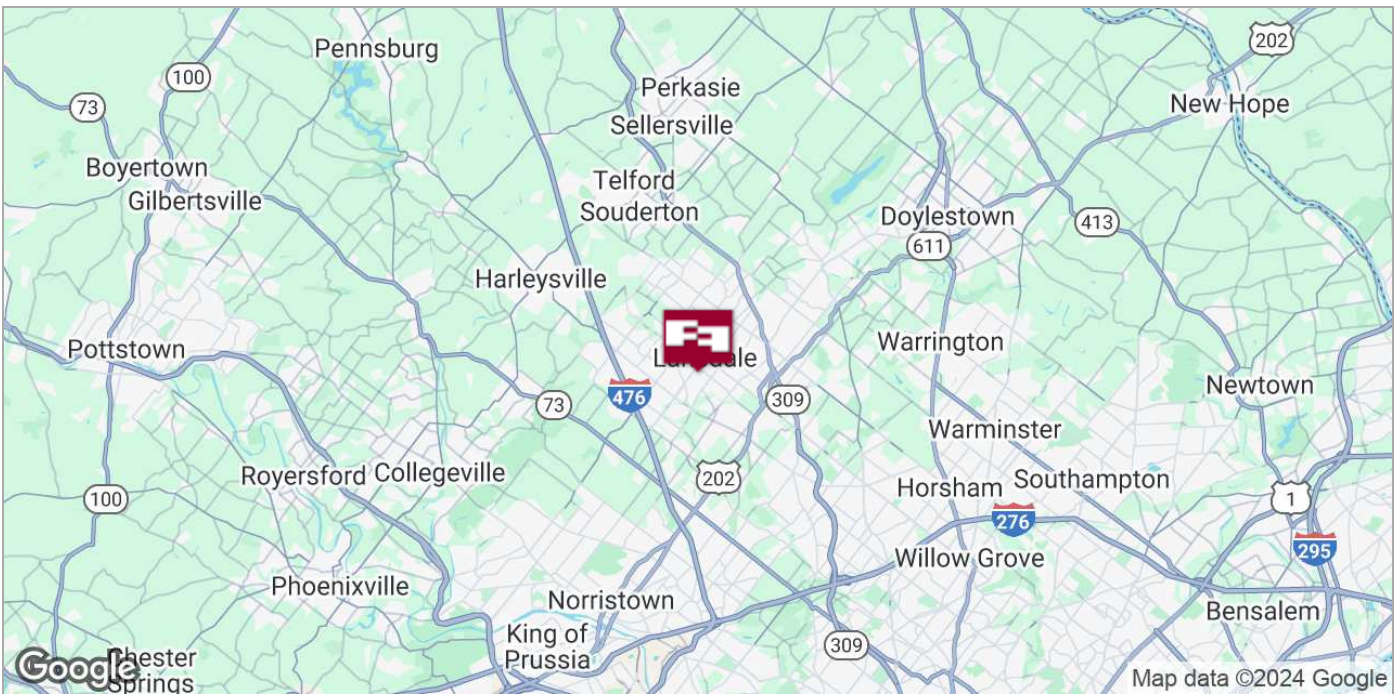 Pennsburg
202
100
Perkasie
73
New Hope
Sellersville
Boyertown
Telford
Gilbertsville
Souderton
Doylestown
413
611
Harleysville
Warrington
Pottstown
Newtown
476
309
73
Warminster
Royersford
Collegeville
202
Southampton
Horsham
100
1
276
295
Willow Grove
Phoenixville
Norristown
Bensalem
King of
Prussia
309
Google
Springs
Map data ©2024 Google